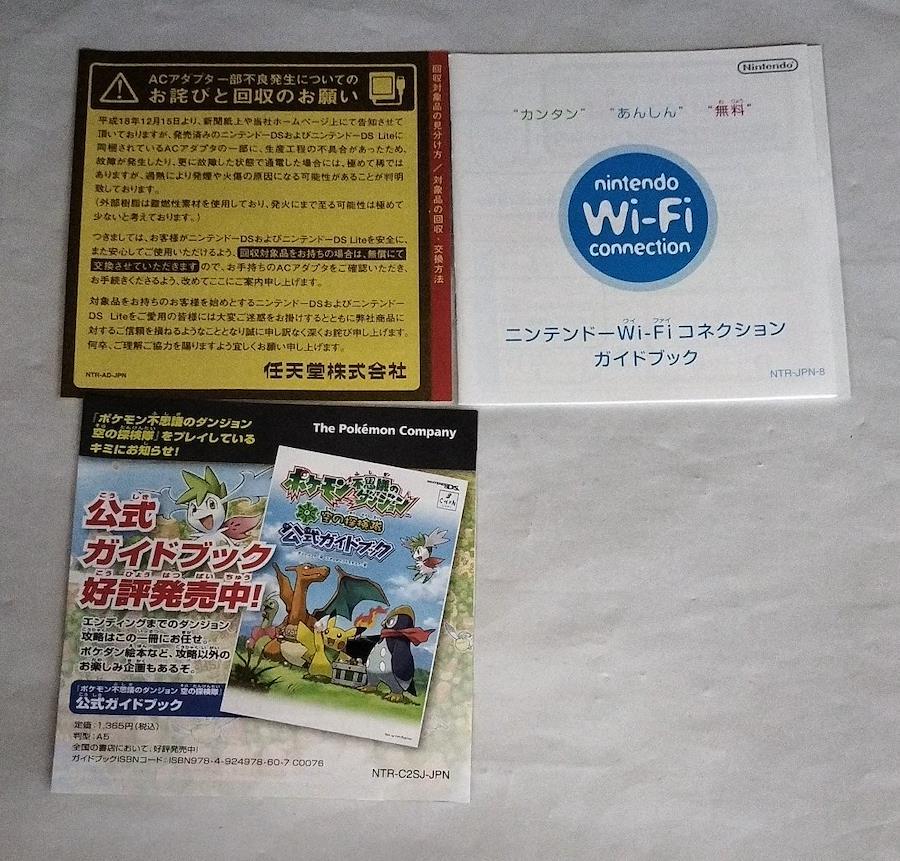 ACアダプター一部不良発生についての
お詫びと回収のお願い
平成18年12月15日より、新聞紙上や当社ホームページ上にて告知させて
頂いておりますが、発売済みのニンテンドーDSおよびニンテンドーDS Liteに
同梱されているACアダプタの一部に、生産工程の不具合があったため、
故障が発生したり、更に故障した状態で通電した場合には、極めて稀では
ありますが、過熱により発煙や火傷の原因になる可能性があることが判明
致しております。
(外部樹脂は難燃性素材を使用しており、発火にまで至る可能性は極めて
少ないと考えております。)
つきましては、お客様がニンテンドーDSおよびニンテンドーDS Liteを安全に、
また安心してご使用いただけるよう、回収対象品をお持ちの場合は、無償にて
交換させていただきますので、お手持ちのACアダプタをご確認いただき、
お手続きくださるよう、改めてここにご案内申し上げます。
対象品をお持ちのお客様を始めとするニンテンドーDSおよびニンテンドー
DS Liteをご愛用の皆様には大変ご迷惑をお掛けするとともに弊社商品に
対するご信頼を損ねるようなこととなり誠に申し訳なく深くお詫び申し上げます。
何卒、ご理解ご協力を賜りますよう宜しくお願い申し上げます。
NTR-AD-JPN
任天堂株式会社
回収対象品の見分け方/対象品の回収・交換方法
Nintendo
"カンタン" "あんしん" "無料"
nintendo
Wi-Fi
connection
ニンテンドーWi-Fiコネクション
ガイドブック
NTR-JPN-8
『ポケモン不思議のダンジョン
空の探検隊』をプレイしている
キミにお知らせ!
The Pokémon Company
公式
ガイドブック
好評発売中!
エンディングまでのダンジョン
攻略はこの一冊にお任せ。
ポケダン絵本など、攻略以外の
お楽しみ企画もあるぞ。
『ポケモン不思議のダンジョン 空の探検隊』
公式ガイドブック
定価:1,365円(税込)
判型:A5
全国の書店において、好評発売中!
ガイドブックISBNコード:ISBN978-4-924978-60-7 C0076
NTR-C2SJ-JPN
ポケモン不思議の
ダンジョン
空の探検隊
公式ガイドブック